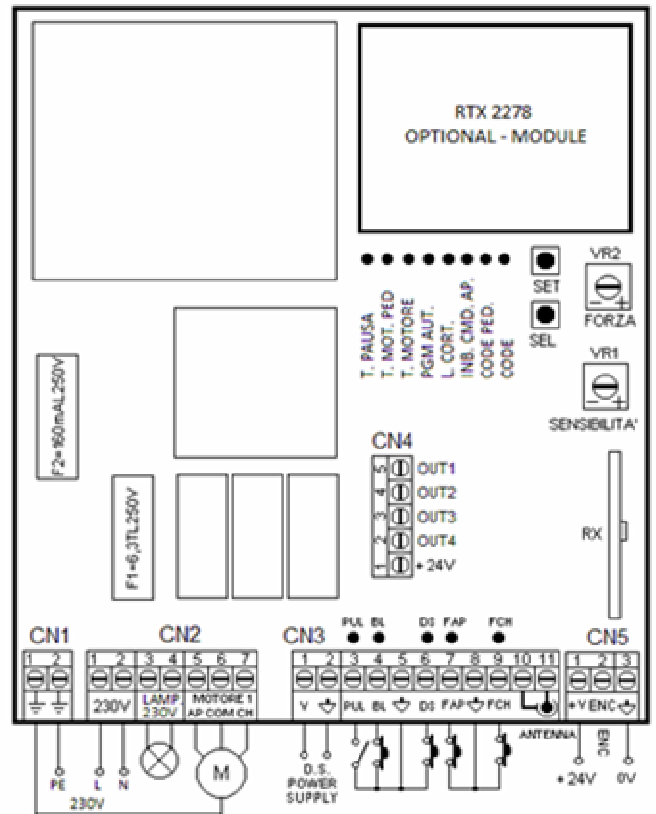 RTX 2278
OPTIONAL - MODULE
T. PAUSA
T. MOT. PED
T. MOTORE
PGM AUT.
L. CORT.
INB. CMD. AP.
CODE PED.
CODE
SET
SEL
VR2
- +
FORZA
VR1
- +
SENSIBILITA'
F2=160mAL250V
F1=6,3TL250V
CN4
5 OUT1
4 OUT2
3 OUT3
2 OUT4
1 + 24V
RX
PUL BL DS FAP FCH
CN1
CN2
CN3
CN5
1 2
1 2 3 4 5 6 7
1 2 3 4 5 6 7 8 9 10 11
1 2 3
230V
LAMP
230V
MOTORE 1
AP COM CH
V PUL BL DS FAP FCH
+V ENC
ANTENNA
PE
L
N
230V
M
D.S.
POWER
SUPPLY
ENC
+ 24V
0V